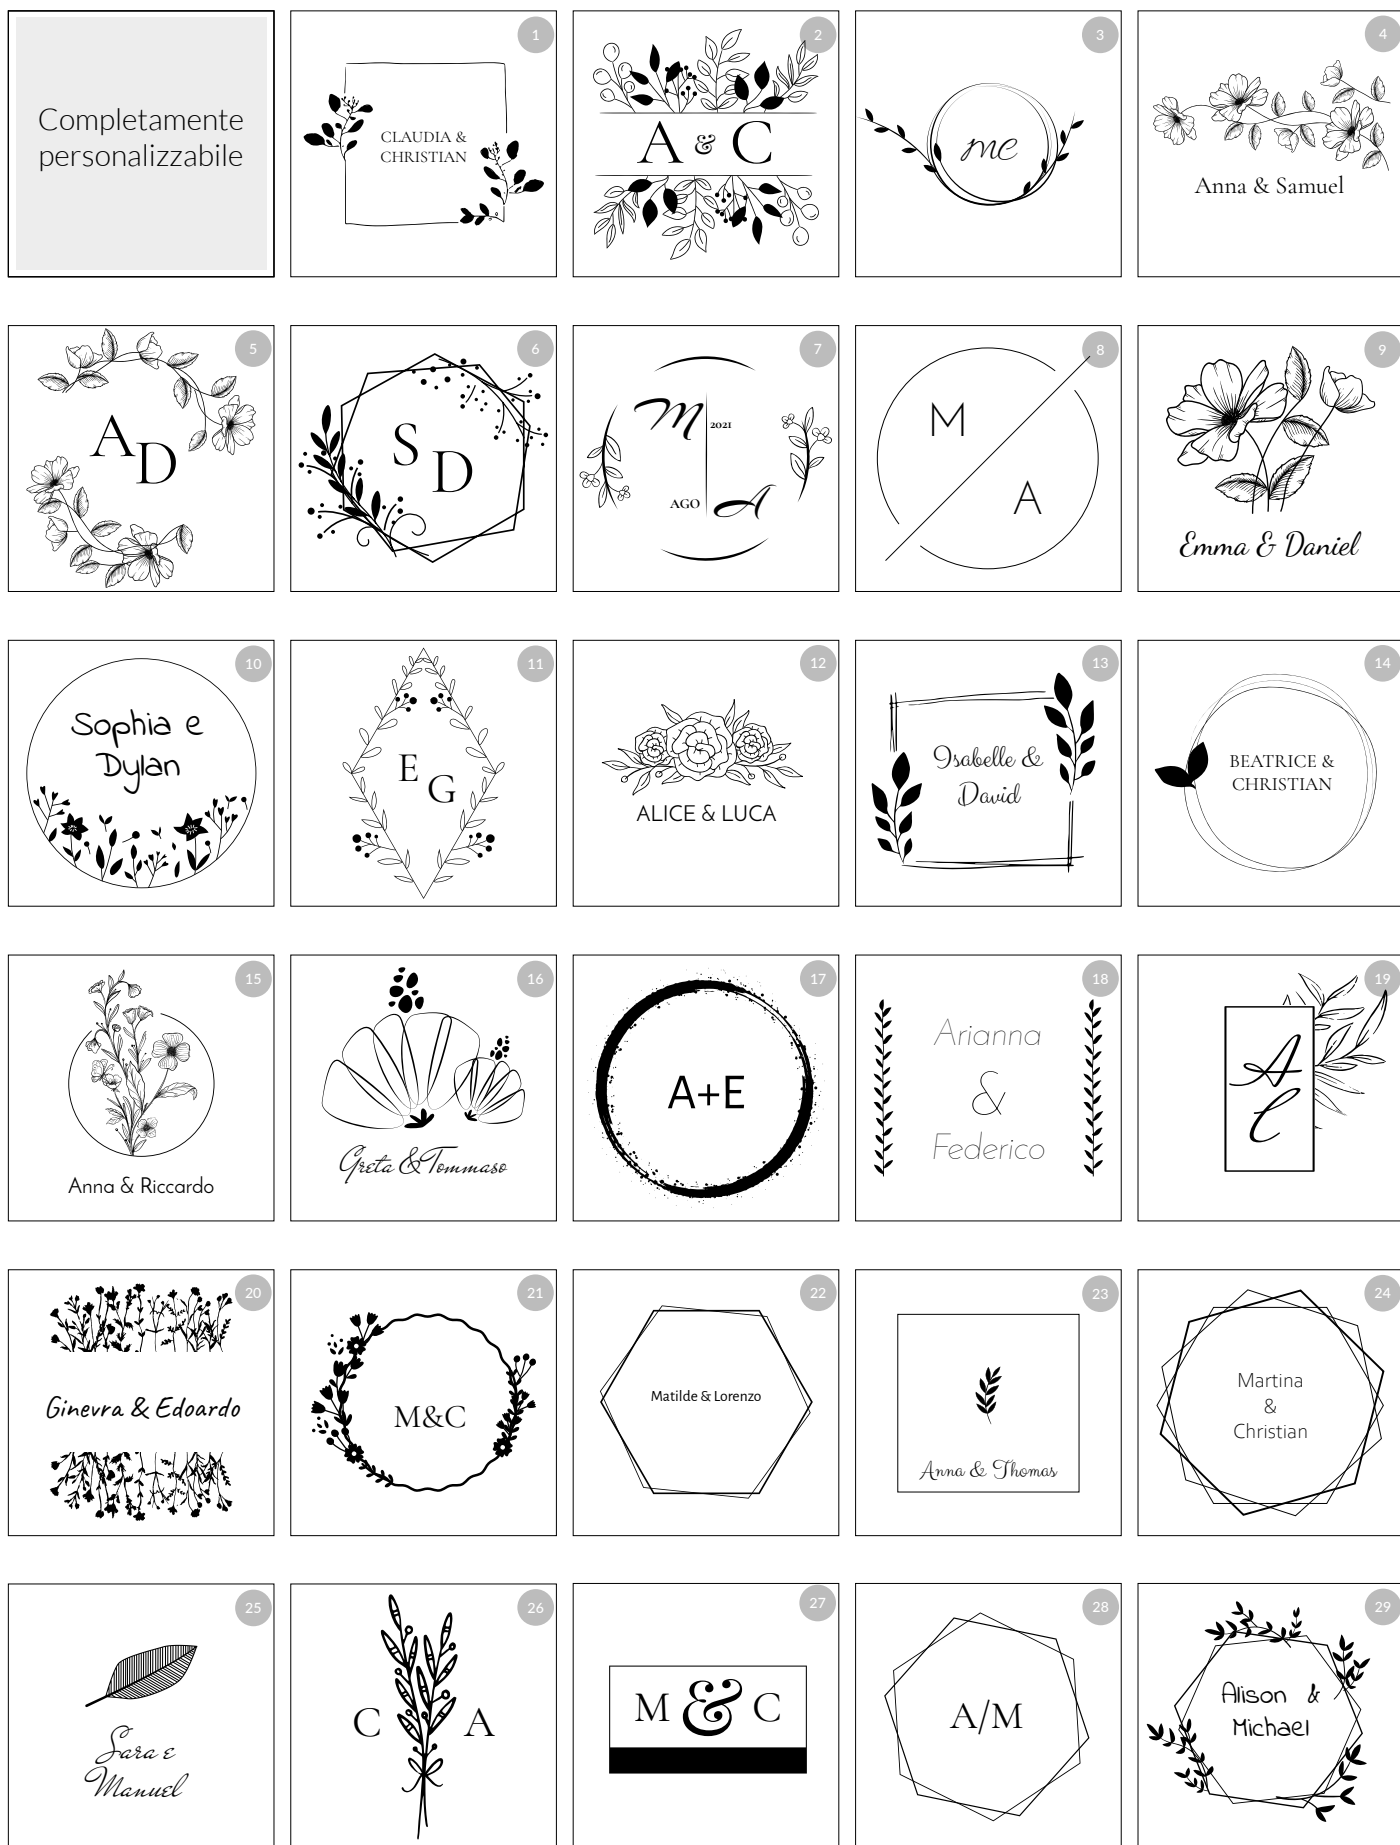 Completamente
personalizzabile
1
CLAUDIA &
CHRISTIAN
2
A & C
3
me
4
Anna & Samuel
5
A
D
6
S
D
7
M
2021
AGO
A
8
M
A
9
Emma & Daniel
10
Sophia e
Dylan
11
E
G
12
ALICE & LUCA
13
Isabelle &
David
14
BEATRICE &
CHRISTIAN
15
Anna & Riccardo
16
Greta & Tommaso
17
A+E
18
Arianna
&
Federico
19
A
C
20
Ginevra & Edoardo
21
M&C
22
Matilde & Lorenzo
23
Anna & Thomas
24
Martina
&
Christian
25
Sara e
Manuel
26
C A
27
M & C
28
A/M
29
Alison &
Michael